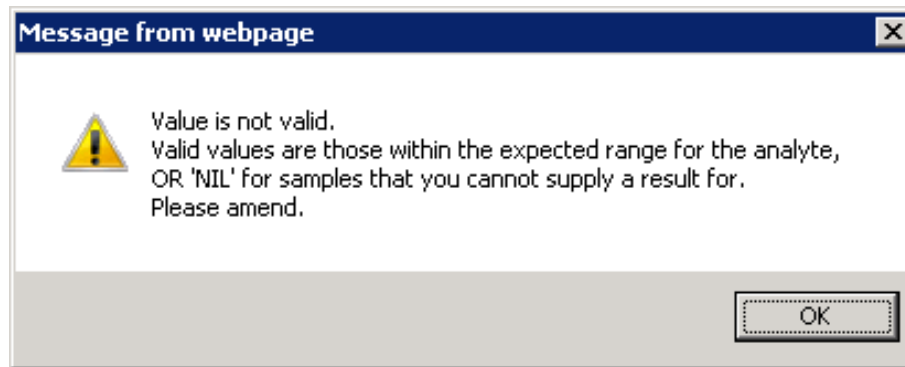 Message from webpage
Value is not valid.
Valid values are those within the expected range for the analyte,
OR 'NIL' for samples that you cannot supply a result for.
Please amend.
OK